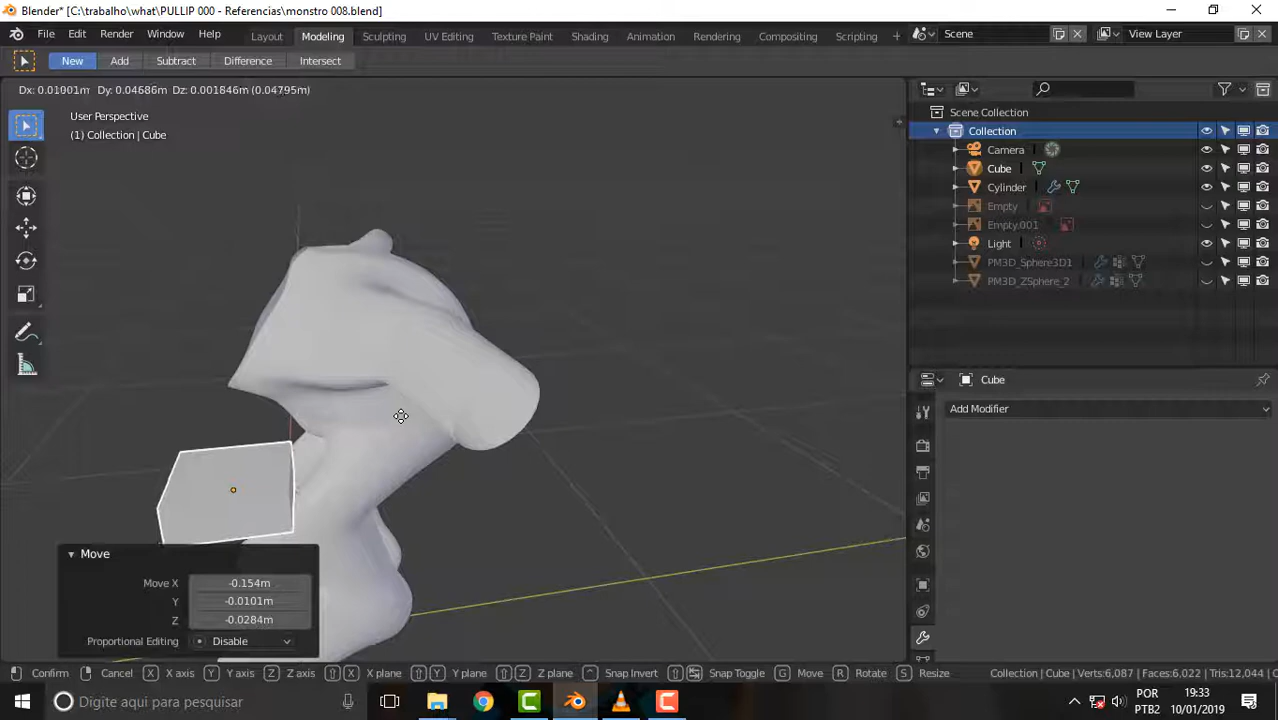 Blender* [C:\trabalho\what\PULLIP 000 - Referencias\monstro 008.blend]
File Edit Render Window Help Layout Modeling Sculpting UV Editing Texture Paint Shading Animation Rendering Compositing Scripting + Scene View Layer
New Add Subtract Difference Intersect
Dx: 0.01001m Dy: 0.04686m Dz: 0.001846m (0.04795m)
User Perspective
(1) Collection | Cube
Scene Collection
Collection
Camera
Cube
Cylinder
Empty
Empty.001
Light
PM3D_Sphere3D1
PM3D_ZSphere_2
Cube
Add Modifier
Move
Move X -0.154m
Y -0.0101m
Z -0.0284m
Proportional Editing Disable
Confirm Cancel X X axis Y Y axis Z Z axis X X plane Y Y plane Z Z plane Snap Invert Snap Toggle G Move R Rotate S Resize Collection | Cube | Verts:6,087 | Faces:6,022 | Tris:12,044
Digite aqui para pesquisar
POR
PTB2
19:33
10/01/2019